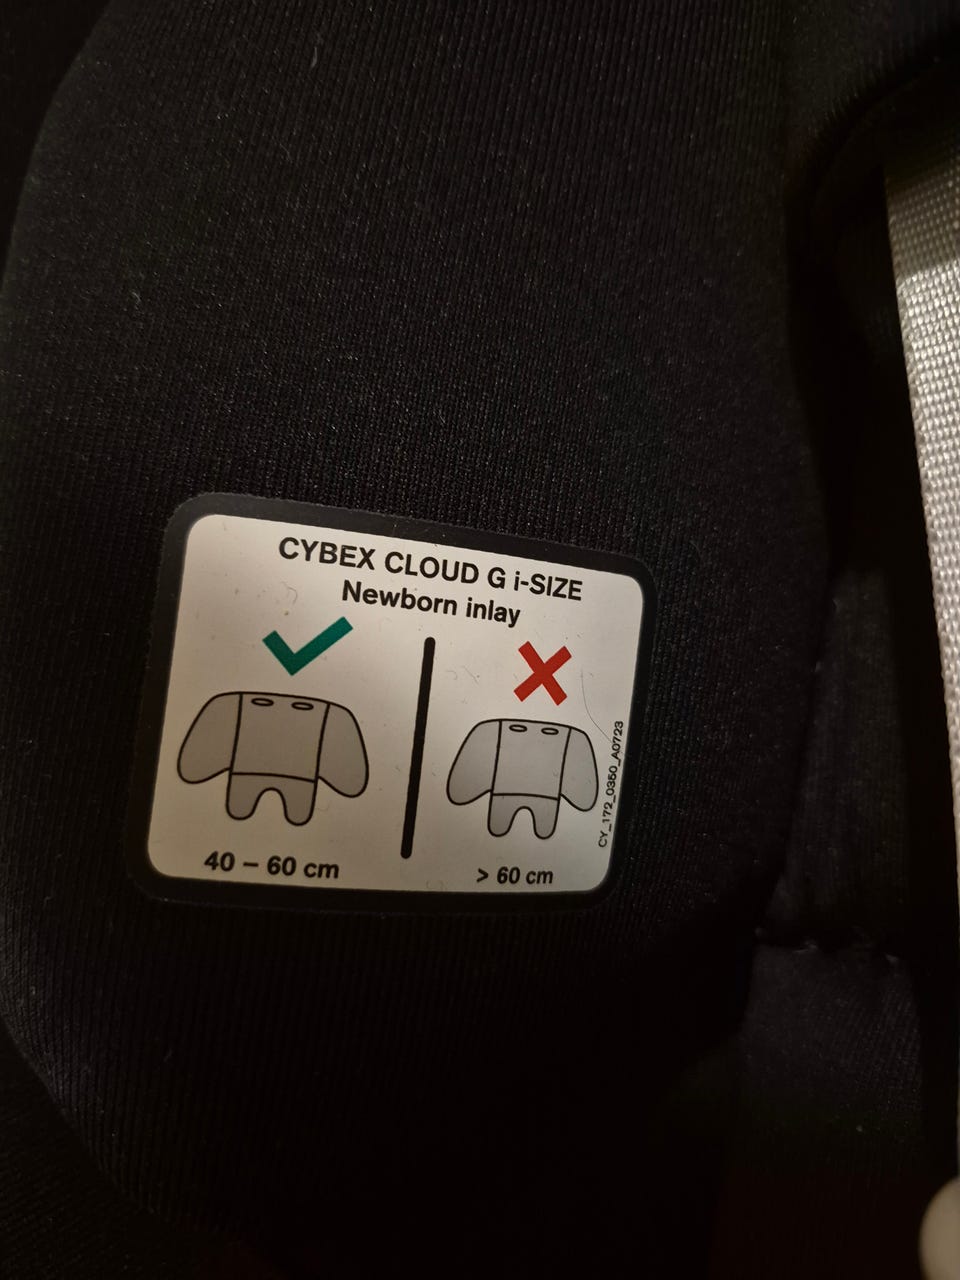 CYBEX CLOUD G i-SIZE
Newborn inlay
40 – 60 cm
> 60 cm
CY_172_0350_A0723